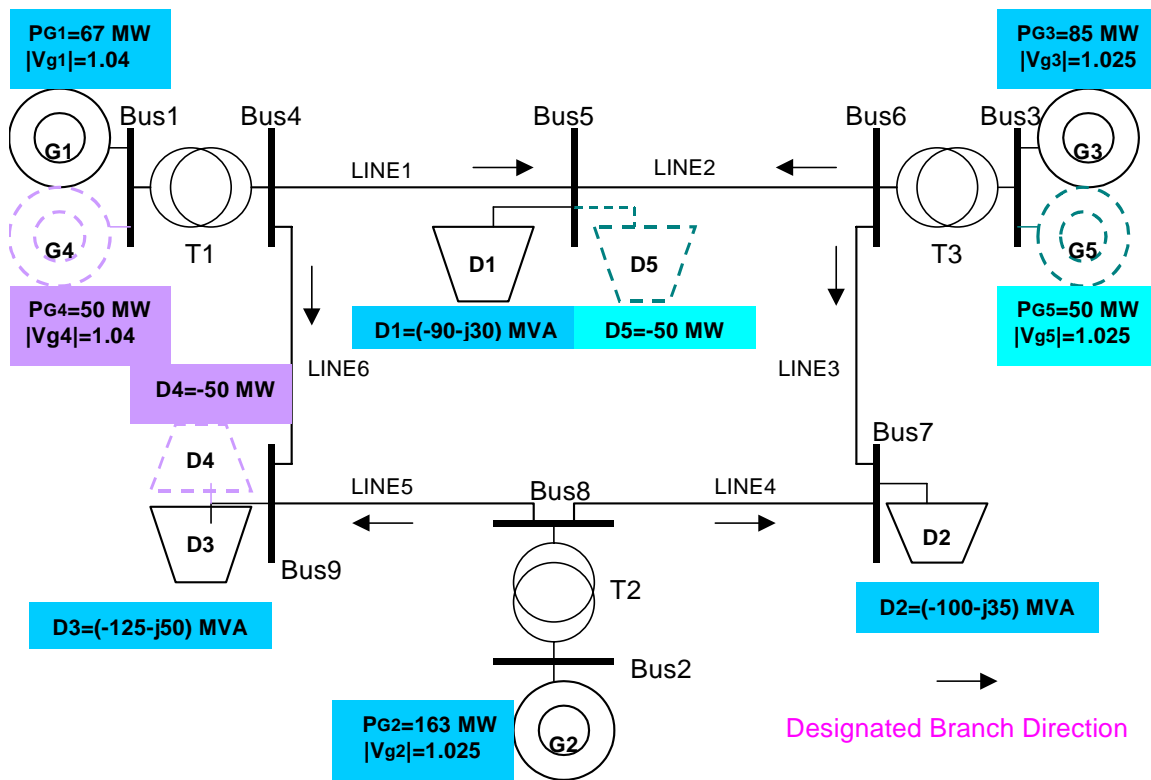 PG1=67 MW
|Vg1|=1.04
PG3=85 MW
|Vg3|=1.025
Bus1
Bus4
Bus5
Bus6
Bus3
G1
G3
LINE1
LINE2
G4
T1
D1
D5
T3
G5
PG4=50 MW
|Vg4|=1.04
D1=(-90-j30) MVA
D5=-50 MW
PG5=50 MW
|Vg5|=1.025
LINE6
LINE3
D4=-50 MW
Bus7
D4
LINE5
Bus8
LINE4
D3
D2
Bus9
T2
D3=(-125-j50) MVA
D2=(-100-j35) MVA
Bus2
PG2=163 MW
|Vg2|=1.025
G2
Designated Branch Direction